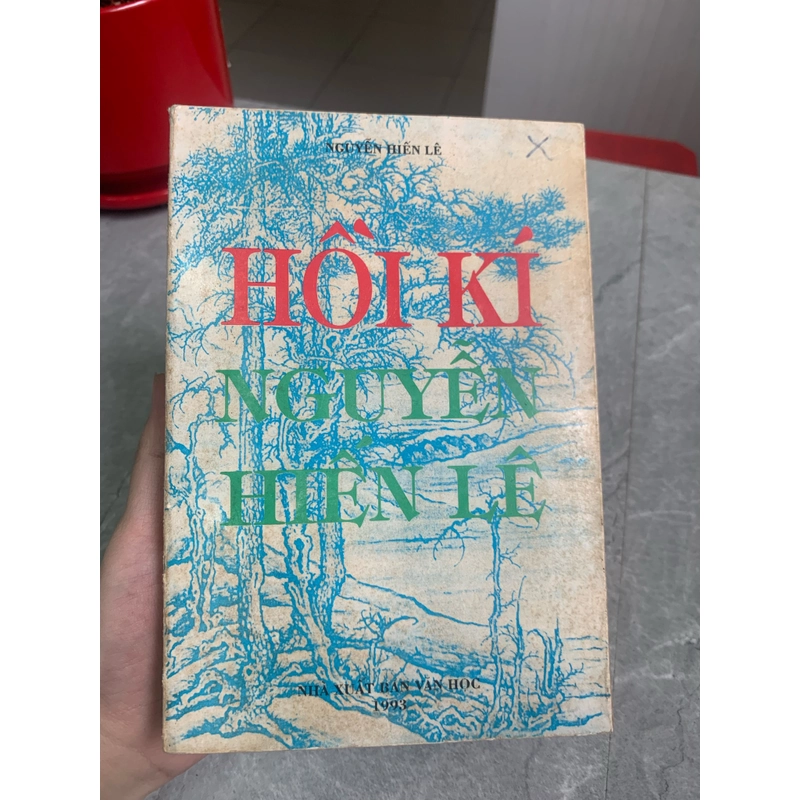 NGUYỄN HIẾN LÊ
HỒI KÍ
NGUYỄN
HIẾN LÊ
NHÀ XUẤT BẢN VĂN HỌC
1993